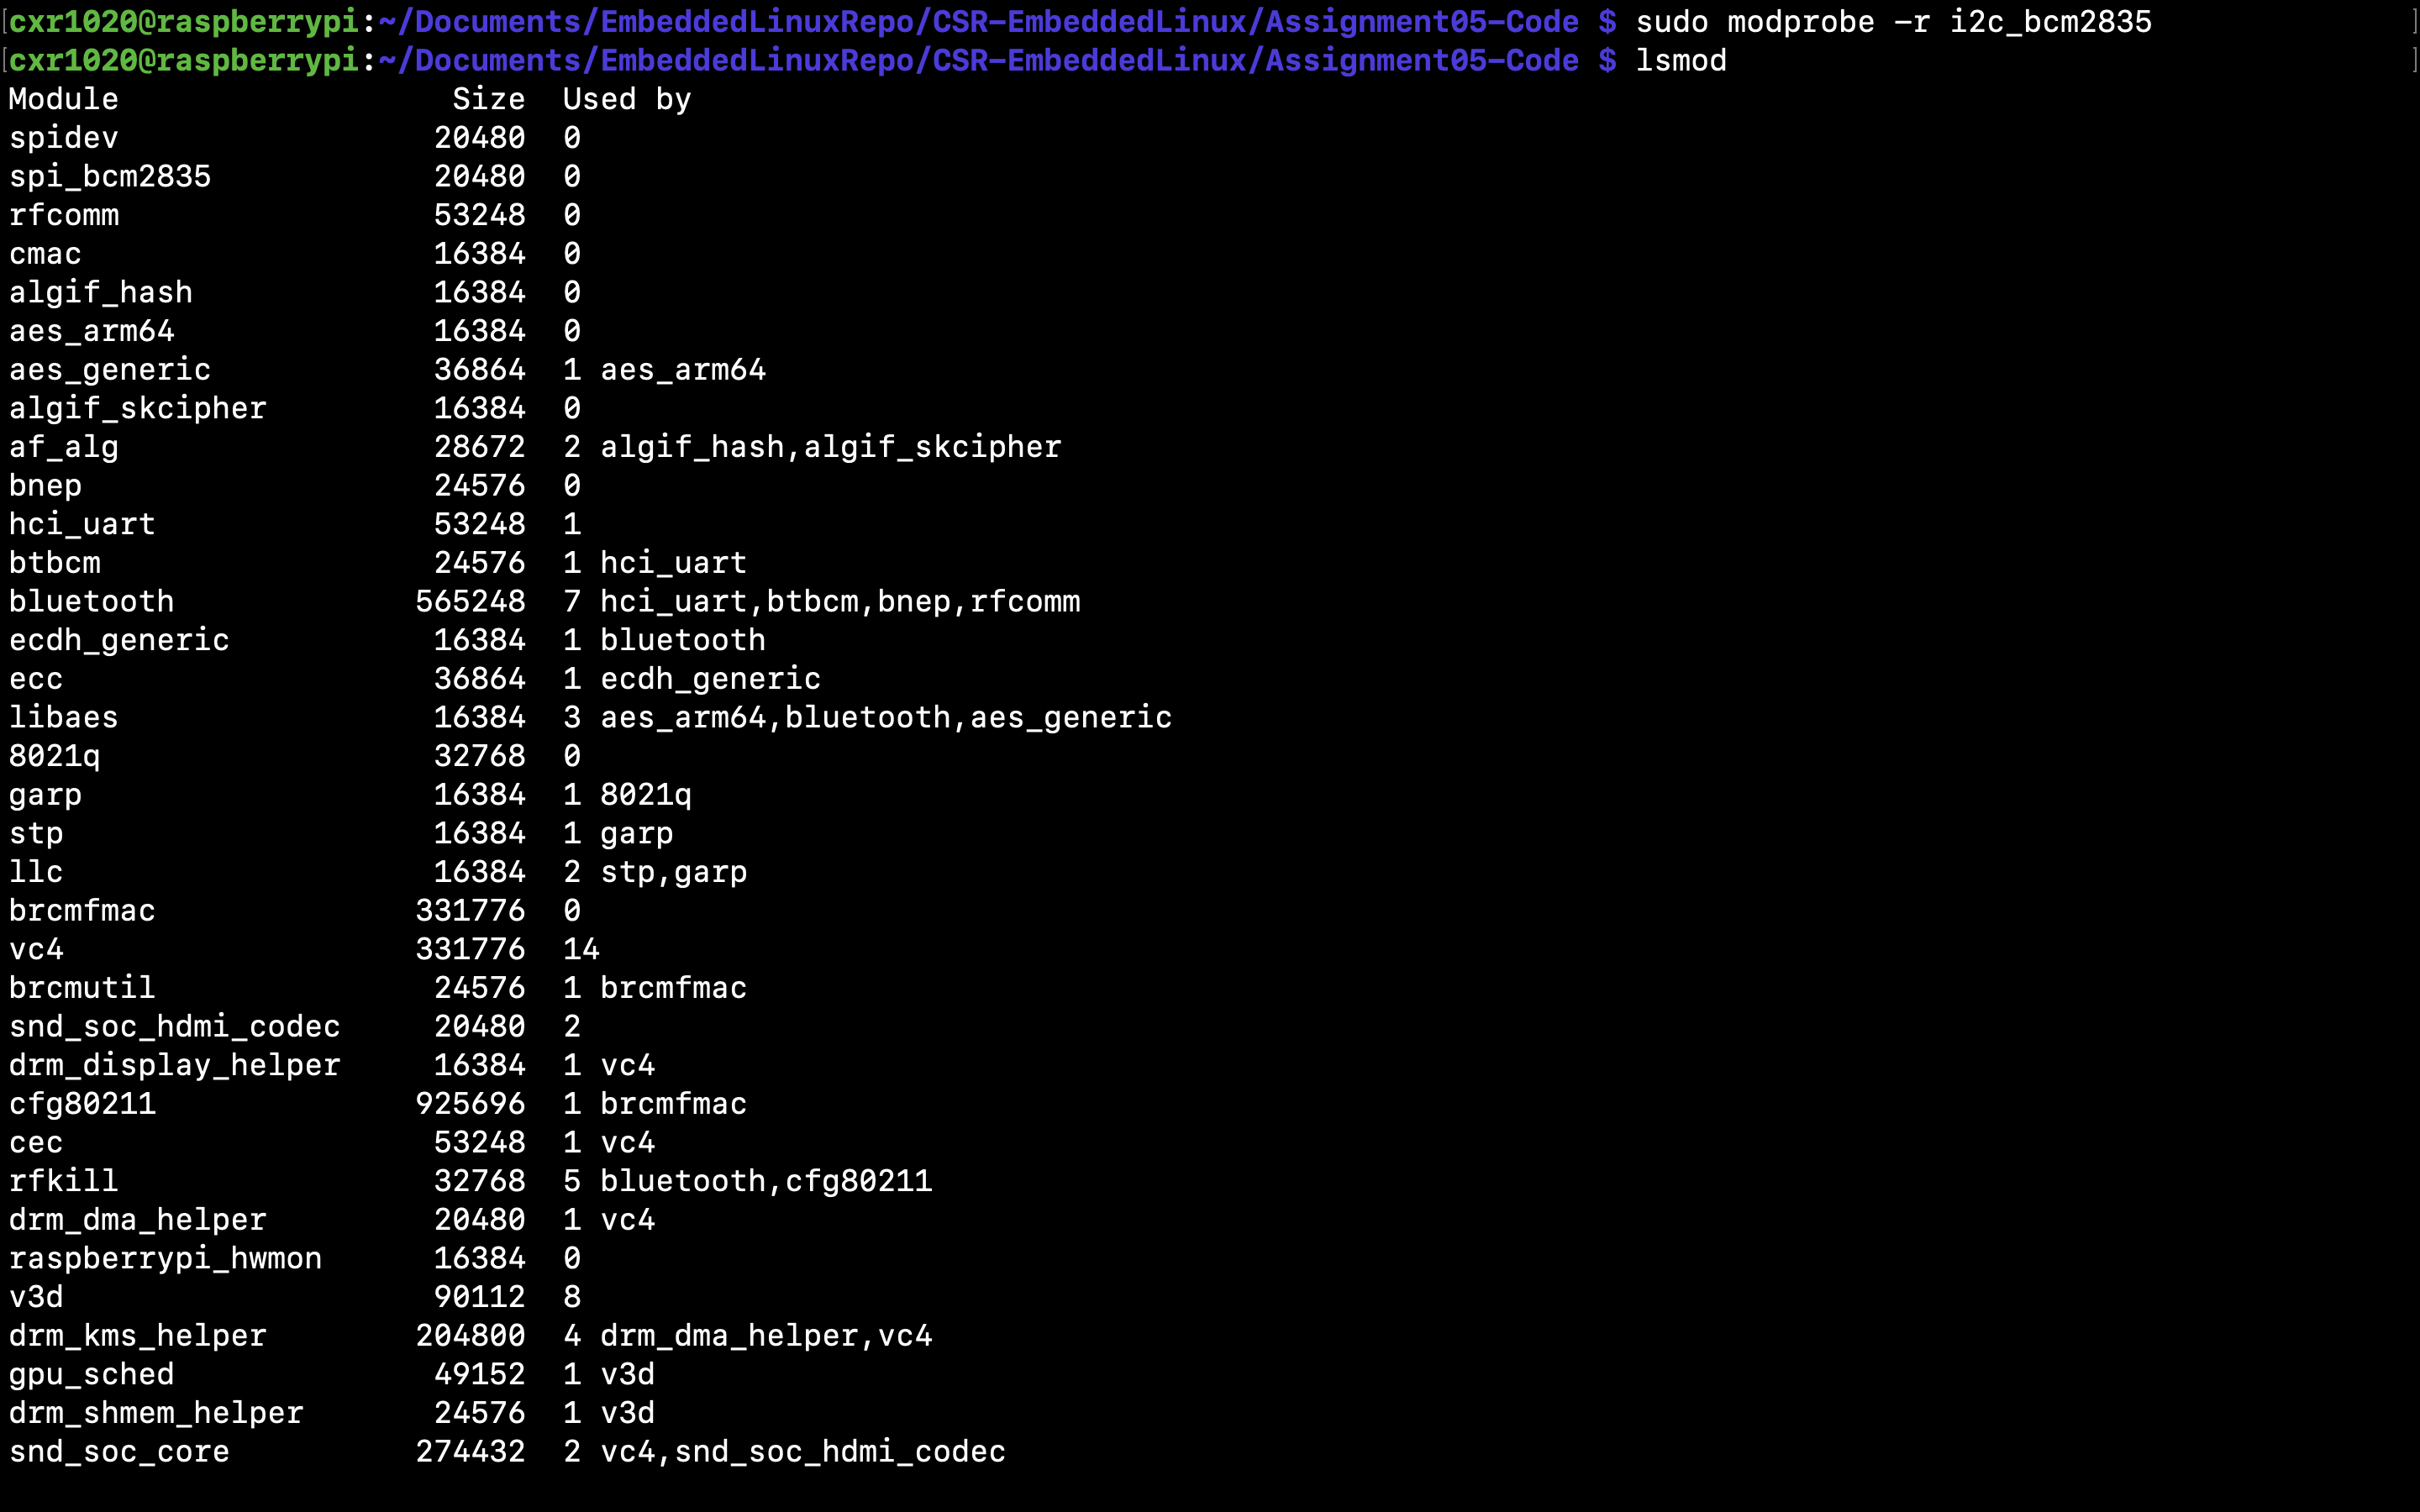 [cxr1020@raspberrypi:~/Documents/EmbeddedLinuxRepo/CSR-EmbeddedLinux/Assignment05-Code $ sudo modprobe -r i2c_bcm2835 ]
[cxr1020@raspberrypi:~/Documents/EmbeddedLinuxRepo/CSR-EmbeddedLinux/Assignment05-Code $ lsmod ]
Module                  Size  Used by
spidev                 20480  0
spi_bcm2835            20480  0
rfcomm                 53248  0
cmac                   16384  0
algif_hash             16384  0
aes_arm64              16384  0
aes_generic            36864  1 aes_arm64
algif_skcipher         16384  0
af_alg                 28672  2 algif_hash,algif_skcipher
bnep                   24576  0
hci_uart               53248  1
btbcm                  24576  1 hci_uart
bluetooth             565248  7 hci_uart,btbcm,bnep,rfcomm
ecdh_generic           16384  1 bluetooth
ecc                    36864  1 ecdh_generic
libaes                 16384  3 aes_arm64,bluetooth,aes_generic
8021q                  32768  0
garp                   16384  1 8021q
stp                    16384  1 garp
llc                    16384  2 stp,garp
brcmfmac              331776  0
vc4                   331776  14
brcmutil               24576  1 brcmfmac
snd_soc_hdmi_codec     20480  2
drm_display_helper     16384  1 vc4
cfg80211              925696  1 brcmfmac
cec                    53248  1 vc4
rfkill                 32768  5 bluetooth,cfg80211
drm_dma_helper         20480  1 vc4
raspberrypi_hwmon      16384  0
v3d                    90112  8
drm_kms_helper        204800  4 drm_dma_helper,vc4
gpu_sched              49152  1 v3d
drm_shmem_helper       24576  1 v3d
snd_soc_core          274432  2 vc4,snd_soc_hdmi_codec